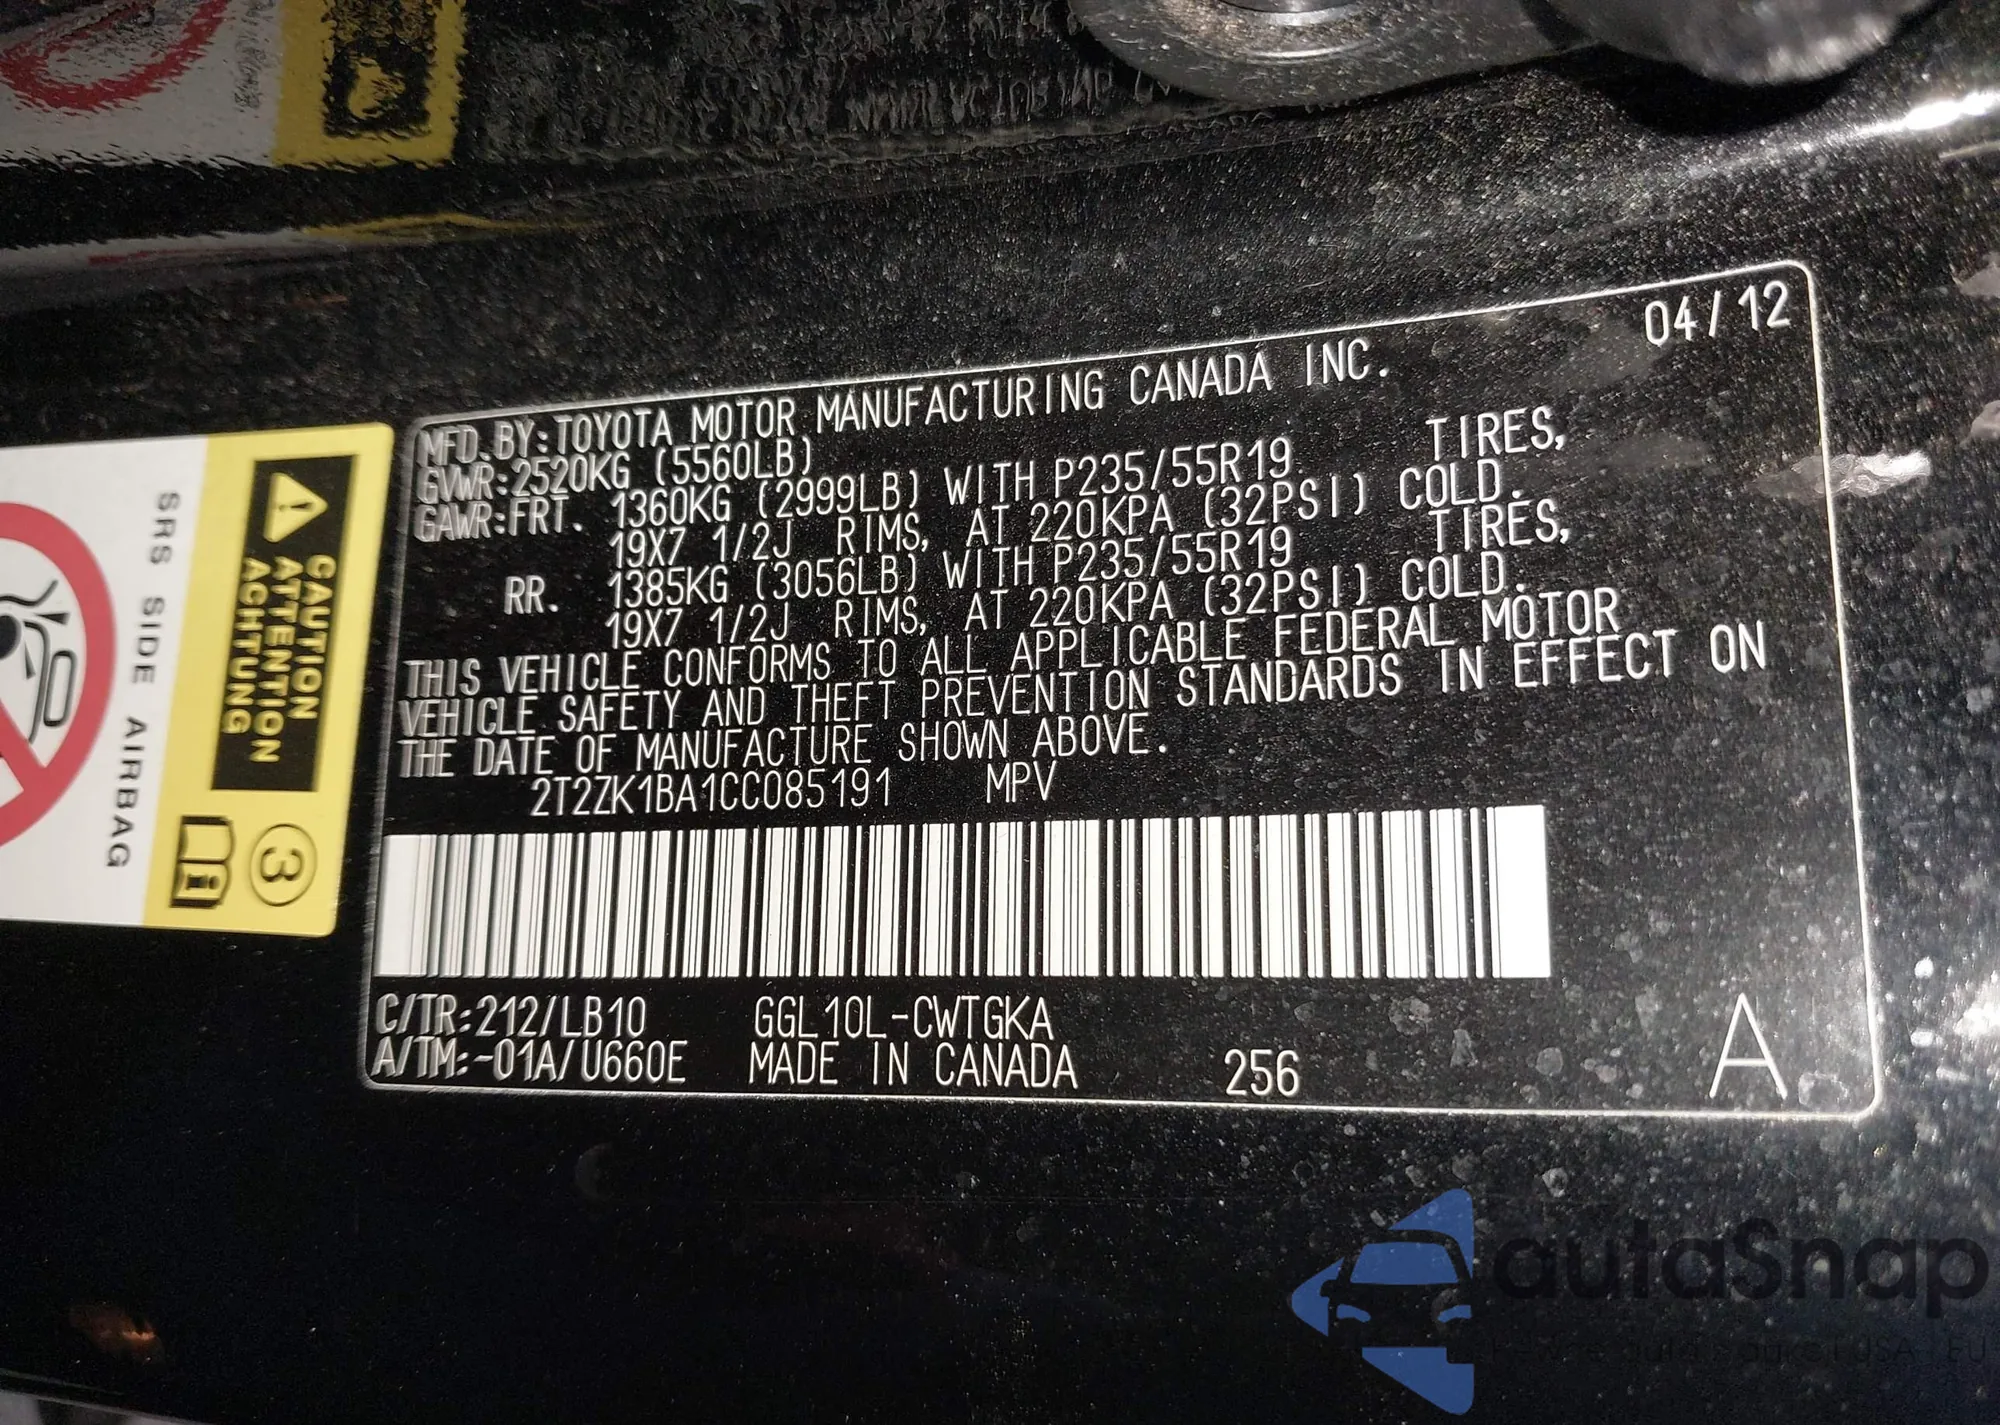 04/12
MFD.BY:TOYOTA MOTOR MANUFACTURING CANADA INC.
GVWR:2520KG (5560LB)
GAWR:FRT. 1360KG (2999LB) WITH P235/55R19 TIRES,
19X7 1/2J RIMS, AT 220KPA (32PSI) COLD.
RR. 1385KG (3056LB) WITH P235/55R19 TIRES,
19X7 1/2J RIMS, AT 220KPA (32PSI) COLD.
THIS VEHICLE CONFORMS TO ALL APPLICABLE FEDERAL MOTOR
VEHICLE SAFETY AND THEFT PREVENTION STANDARDS IN EFFECT ON
THE DATE OF MANUFACTURE SHOWN ABOVE.
2T2ZK1BA1CC085191 MPV
C/TR:212/LB10 GGL10L-CWTGKA
A/TM:-01A/U660E MADE IN CANADA 256 A
CAUTION
ATTENTION
ACHTUNG
3
SRS SIDE AIRBAG
autaSnap